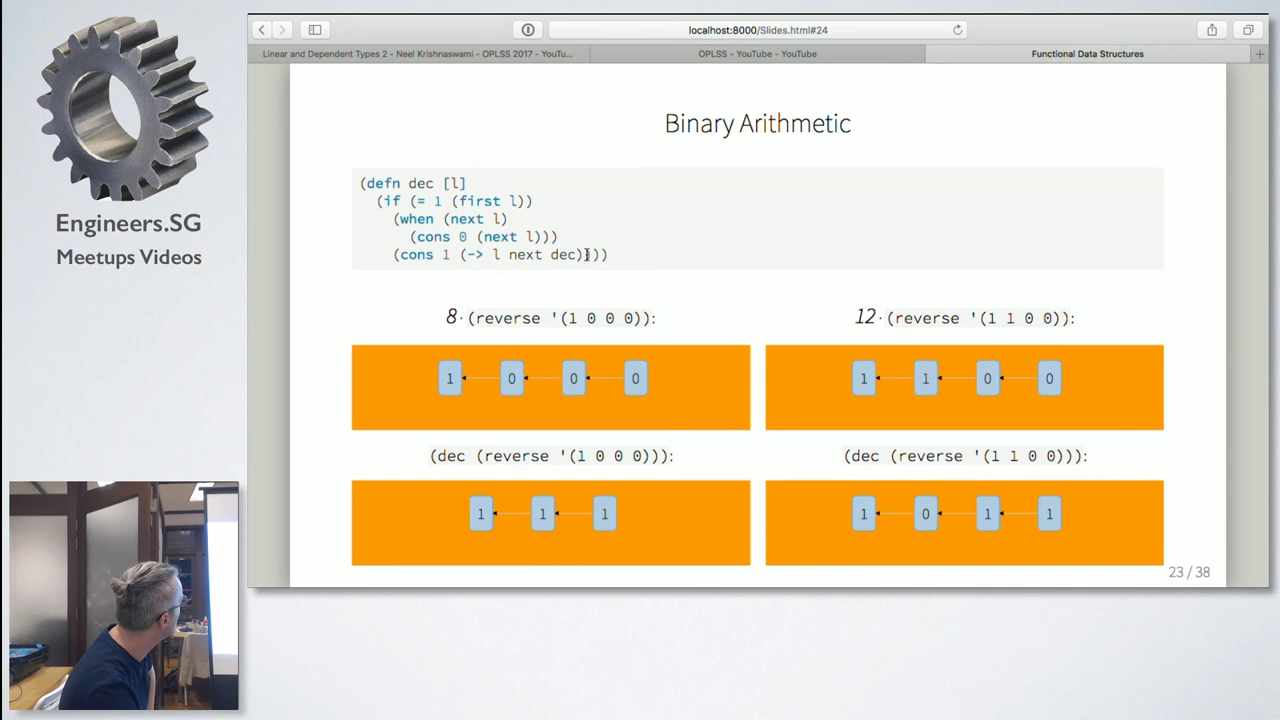 Engineers.SG
Meetups Videos
localhost:8000/Slides.html#24
Linear and Dependent Types 2 - Neel Krishnaswami - OPLSS 2017 - YouTu...
OPLSS - YouTube - YouTube
Functional Data Structures
Binary Arithmetic
(defn dec [l]
(if (= 1 (first l))
(when (next l)
(cons 0 (next l)))
(cons 1 (-> l next dec))))
8 · (reverse '(1 0 0 0)):
12 · (reverse '(1 1 0 0)):
1 0 0 0
1 1 0 0
(dec (reverse '(1 0 0 0))):
(dec (reverse '(1 1 0 0))):
1 1 1
1 0 1 1
23 / 38